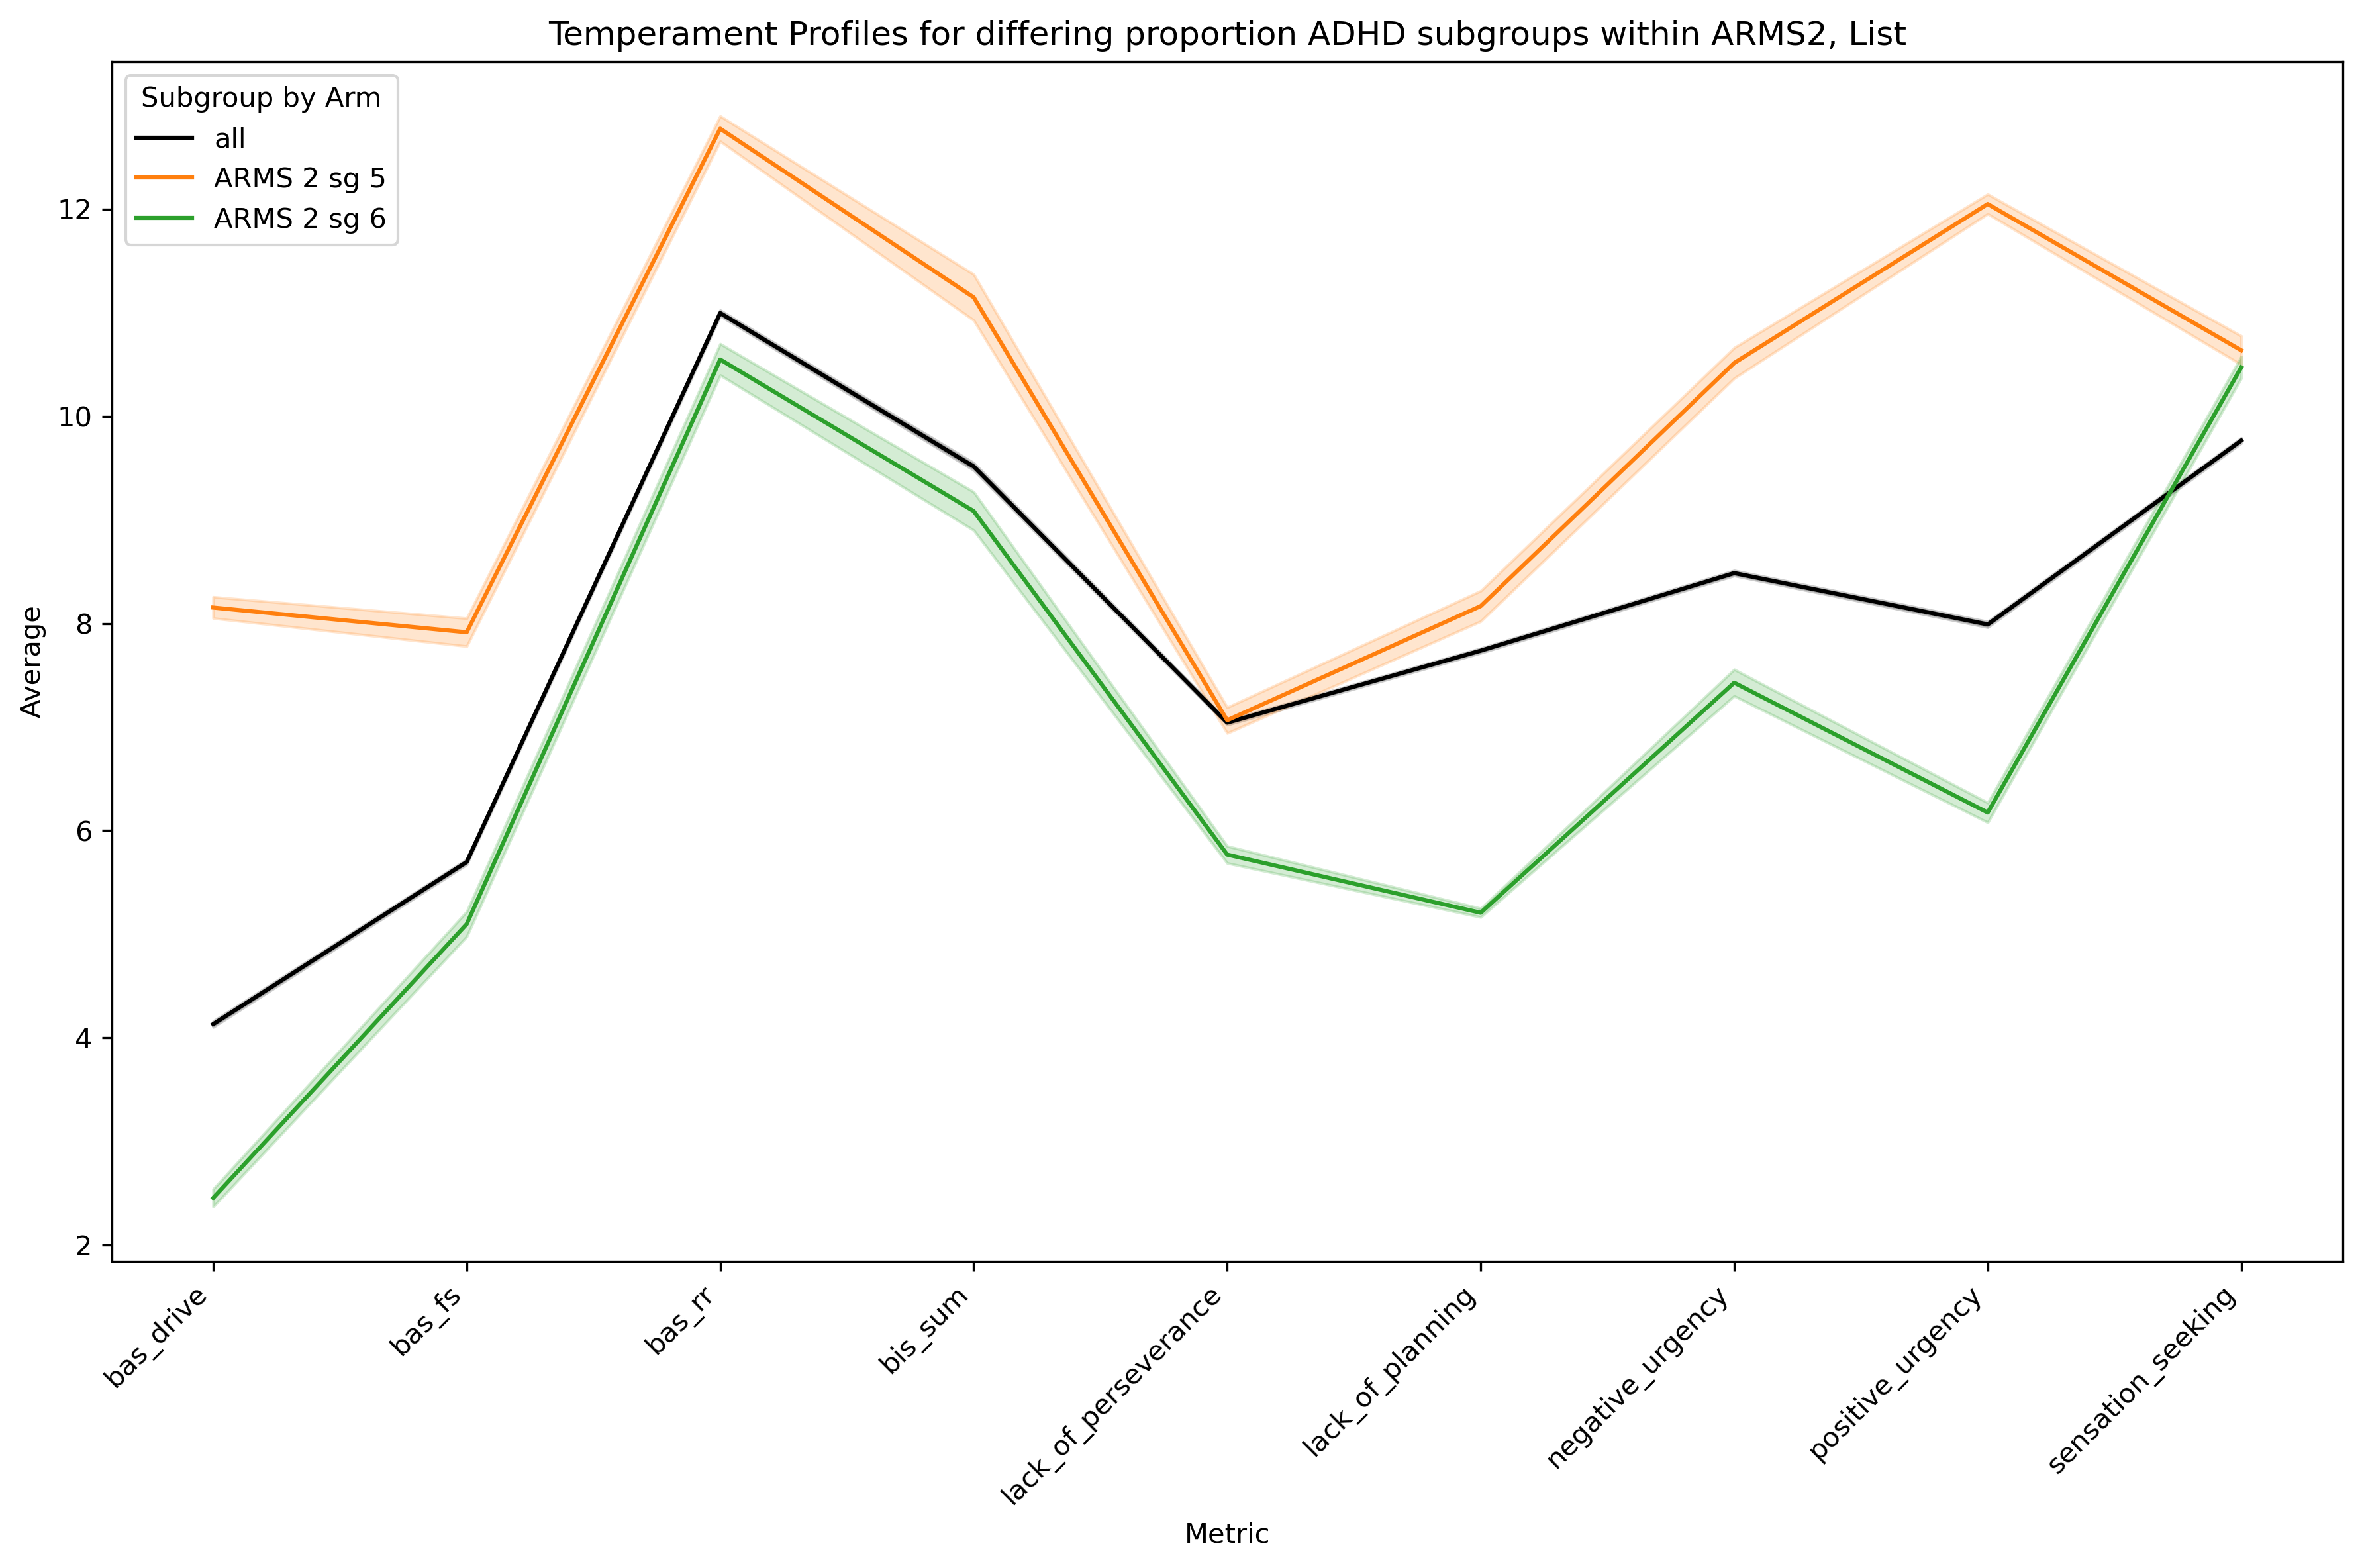 Temperament Profiles for differing proportion ADHD subgroups within ARMS2, List
Subgroup by Arm
all
ARMS 2 sg 5
ARMS 2 sg 6
Average
12
10
8
6
4
2
bas_drive
bas_fs
bas_rr
bis_sum
lack_of_perseverance
lack_of_planning
negative_urgency
positive_urgency
sensation_seeking
Metric